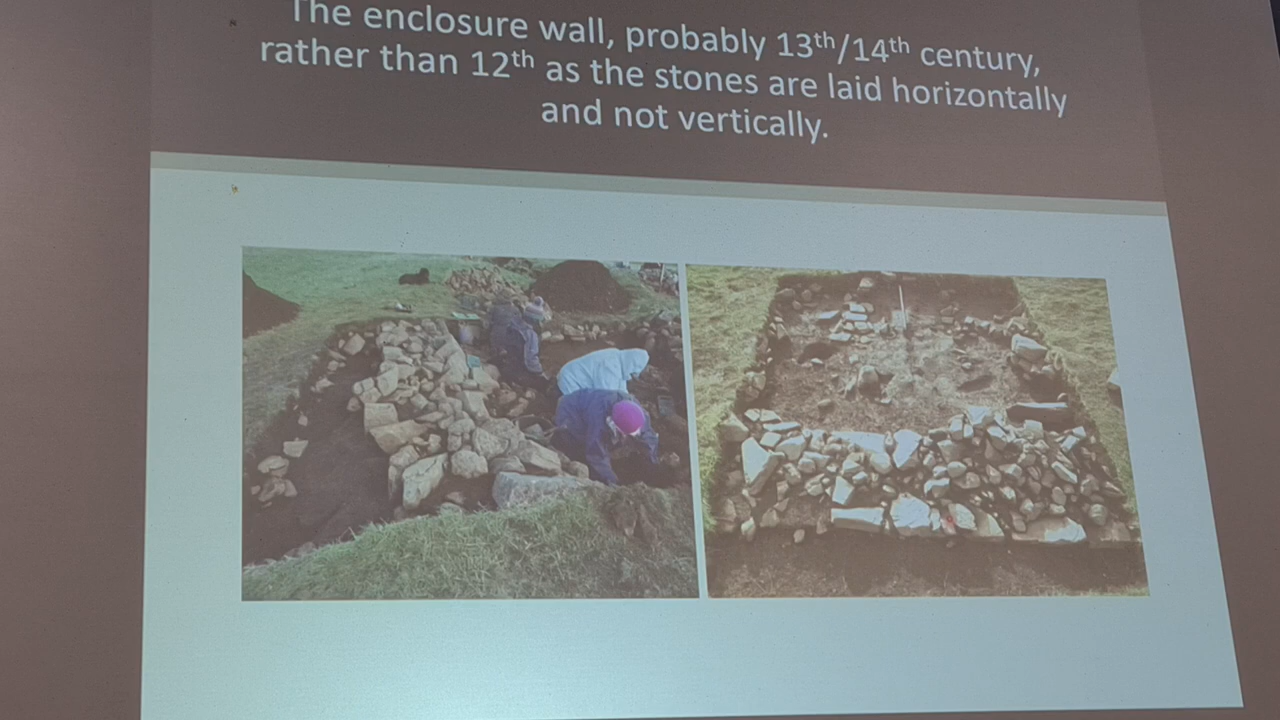 The enclosure wall, probably 13th/14th century,
rather than 12th as the stones are laid horizontally
and not vertically.